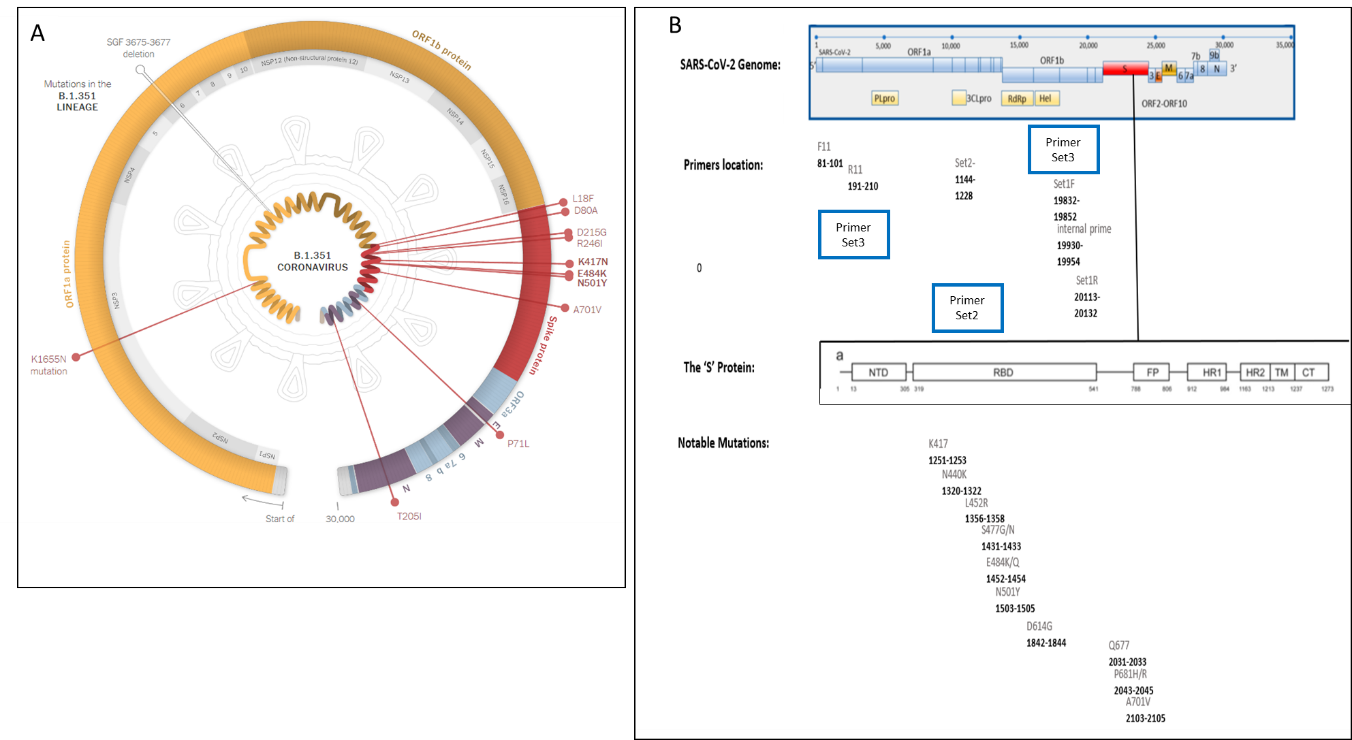 A
SGF 3675-3677
deletion
Mutations in the
B.1.351
LINEAGE
ORF1b protein
NSP12 (Non-structural protein 12)
NSP13
NSP14
NSP15
NSP16
10
9
8
7
6
5
NSP4
NSP3
NSP2
NSP1
ORF1a protein
L18F
D80A
D215G
R246I
K417N
E484K
N501Y
A701V
B.1.351
CORONAVIRUS
Spike protein
K1655N
mutation
ORF3a
E
P71L
M
6
7a
b
8
N
T205I
Start of
30,000
B
SARS-CoV-2 Genome:
1
5,000
10,000
15,000
20,000
25,000
30,000
35,000
SARS-CoV-2
ORF1a
ORF1b
5'
S
3
E
M
6
7a
7b
8
9b
N
3'
PLpro
3CLpro
RdRp
Hel
ORF2-ORF10
Primers location:
F11
81-101
R11
191-210
Set2-
1144-
1228
Primer
Set3
Set1F
19832-
19852
internal prime
19930-
19954
Primer
Set3
0
Set1R
20113-
20132
Primer
Set2
The 'S' Protein:
a
NTD
RBD
FP
HR1
HR2
TM
CT
1
13
305
319
541
788
806
912
984
1163
1213
1237
1273
Notable Mutations:
K417
1251-1253
N440K
1320-1322
L452R
1356-1358
S477G/N
1431-1433
E484K/Q
1452-1454
N501Y
1503-1505
D614G
1842-1844
Q677
2031-2033
P681H/R
2043-2045
A701V
2103-2105